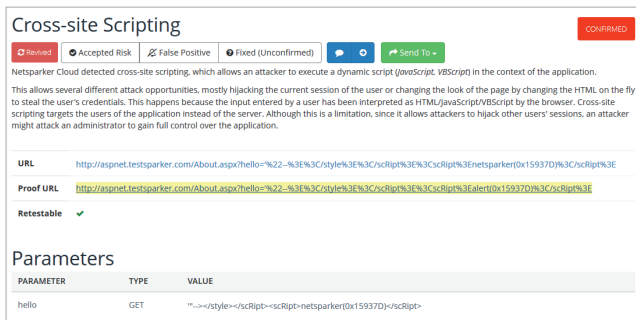 Cross-site Scripting
CONFIRMED
Revived
Accepted Risk
False Positive
Fixed (Unconfirmed)
Send To
Netsparker Cloud detected cross-site scripting, which allows an attacker to execute a dynamic script (JavaScript, VBScript) in the context of the application.
This allows several different attack opportunities, mostly hijacking the current session of the user or changing the look of the page by changing the HTML on the fly
to steal the user's credentials. This happens because the input entered by a user has been interpreted as HTML/JavaScript/VBScript by the browser. Cross-site
scripting targets the users of the application instead of the server. Although this is a limitation, since it allows attackers to hijack other users' sessions, an attacker
might attack an administrator to gain full control over the application.
URL http://aspnet.testsparker.com/About.aspx?hello='%22--%3E%3C/style%3E%3C/scRipt%3E%3CscRipt%3Enetsparker(0x15937D)%3C/scRipt%3E
Proof URL http://aspnet.testsparker.com/About.aspx?hello='%22--%3E%3C/style%3E%3C/scRipt%3E%3CscRipt%3Ealert(0x15937D)%3C/scRipt%3E
Retestable
Parameters
PARAMETER TYPE VALUE
hello GET '"--></style></scRipt><scRipt>netsparker(0x15937D)</scRipt>